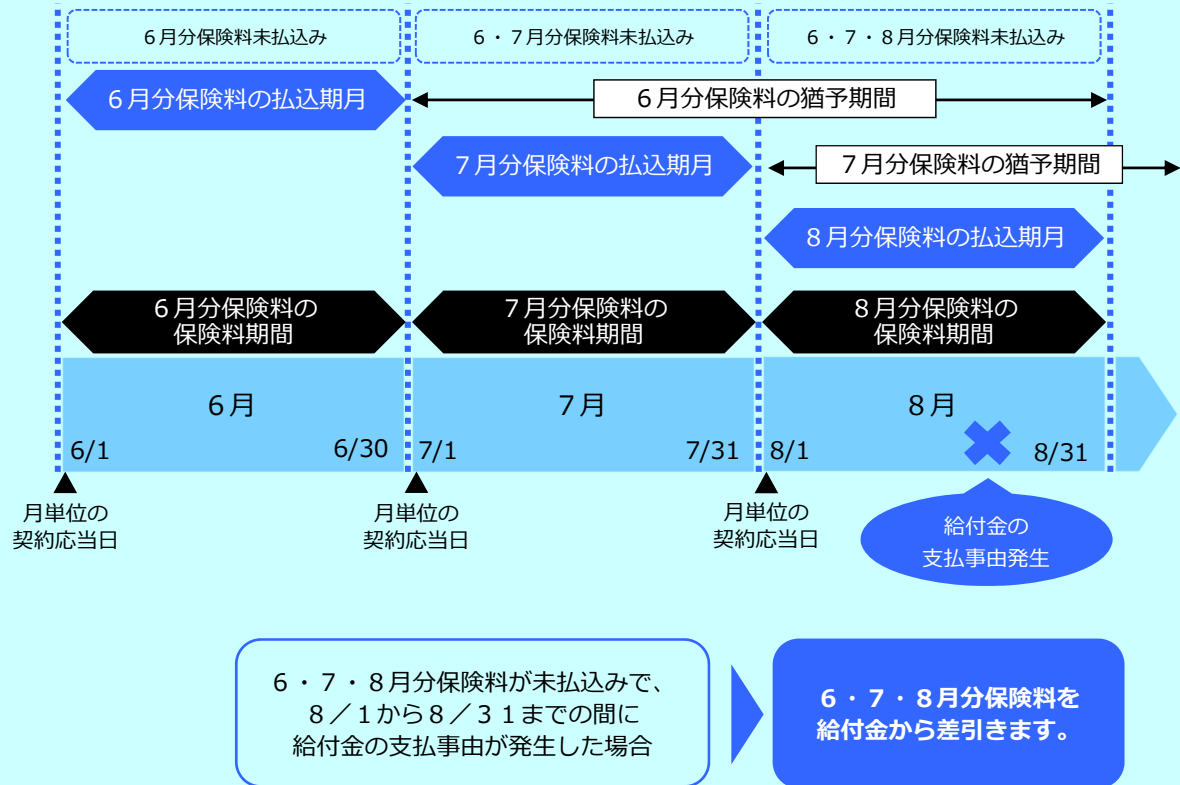 6月分保険料未払込み
6・7月分保険料未払込み
6・7・8月分保険料未払込み
6月分保険料の払込期月
6月分保険料の猶予期間
7月分保険料の払込期月
7月分保険料の猶予期間
8月分保険料の払込期月
6月分保険料の
保険料期間
7月分保険料の
保険料期間
8月分保険料の
保険料期間
6月
7月
8月
6/1
6/30
7/1
7/31
8/1
8/31
月単位の
契約応当日
月単位の
契約応当日
月単位の
契約応当日
給付金の
支払事由発生
6・7・8月分保険料が未払込みで、
8/1から8/31までの間に
給付金の支払事由が発生した場合
6・7・8月分保険料を
給付金から差引きます。